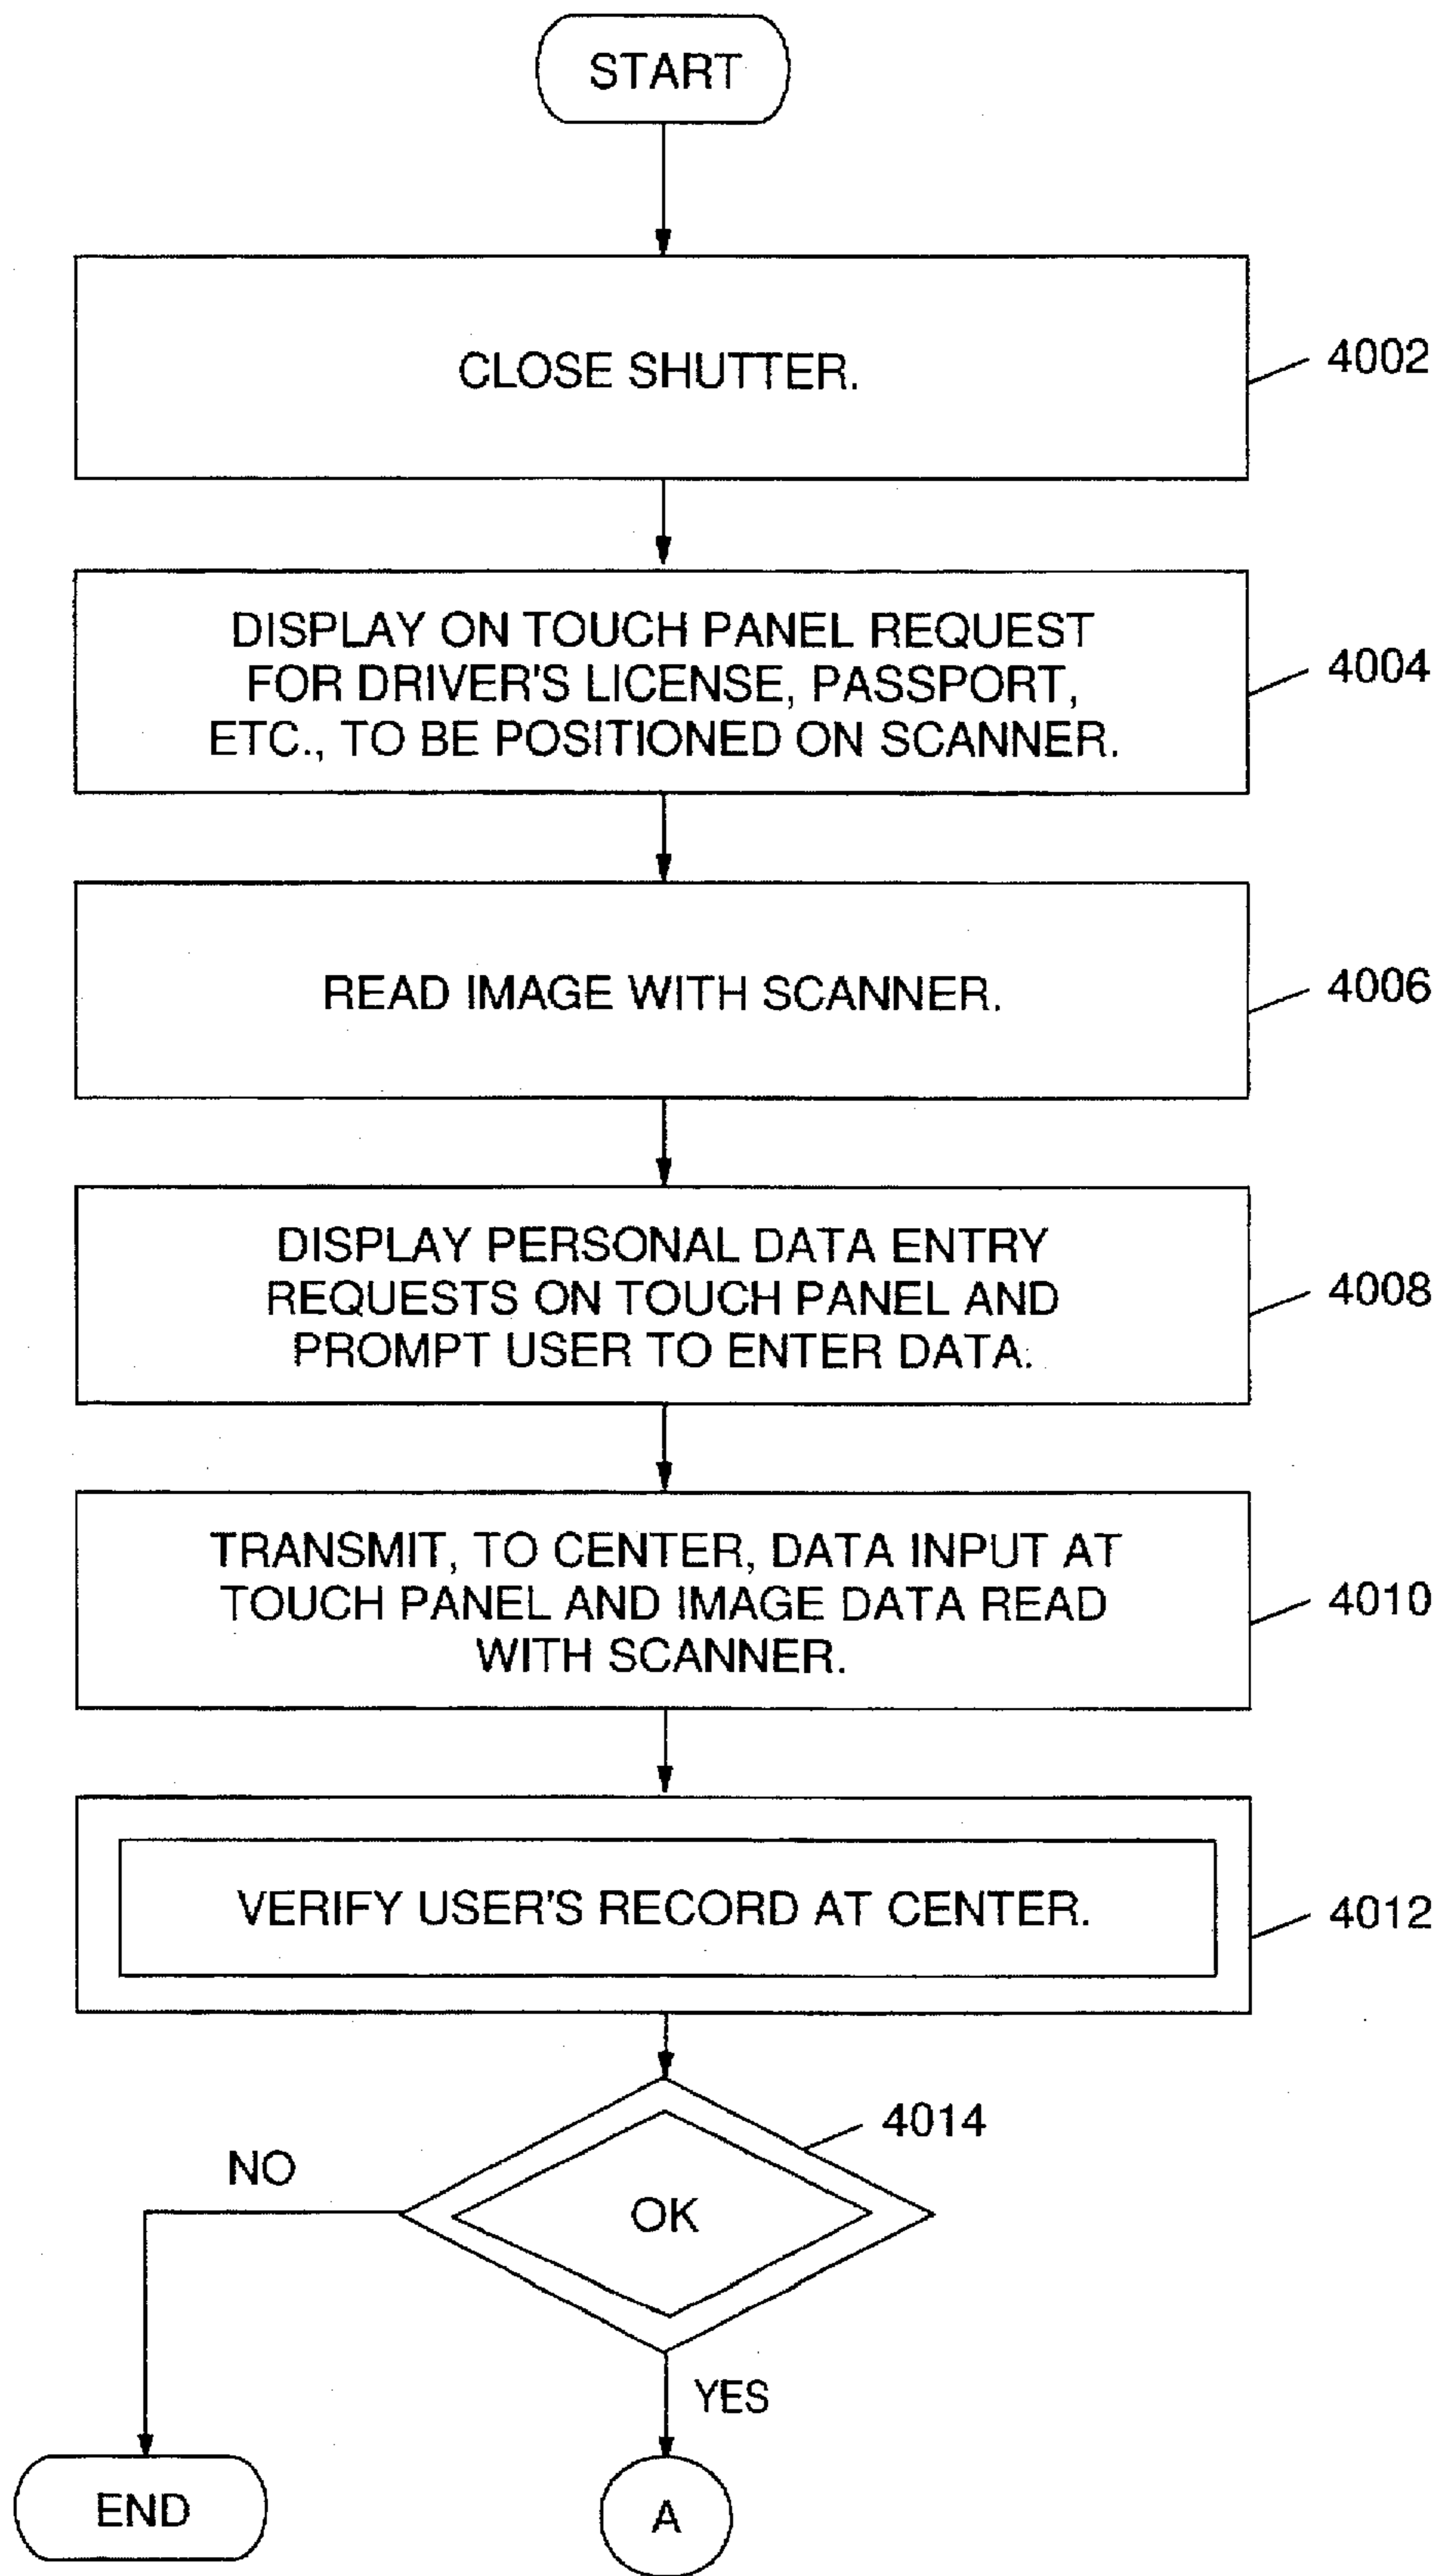 START
CLOSE SHUTTER.
4002
DISPLAY ON TOUCH PANEL REQUEST
FOR DRIVER'S LICENSE, PASSPORT,
ETC., TO BE POSITIONED ON SCANNER.
4004
READ IMAGE WITH SCANNER.
4006
DISPLAY PERSONAL DATA ENTRY
REQUESTS ON TOUCH PANEL AND
PROMPT USER TO ENTER DATA.
4008
TRANSMIT, TO CENTER, DATA INPUT AT
TOUCH PANEL AND IMAGE DATA READ
WITH SCANNER.
4010
VERIFY USER'S RECORD AT CENTER.
4012
4014
NO
OK
YES
END
A